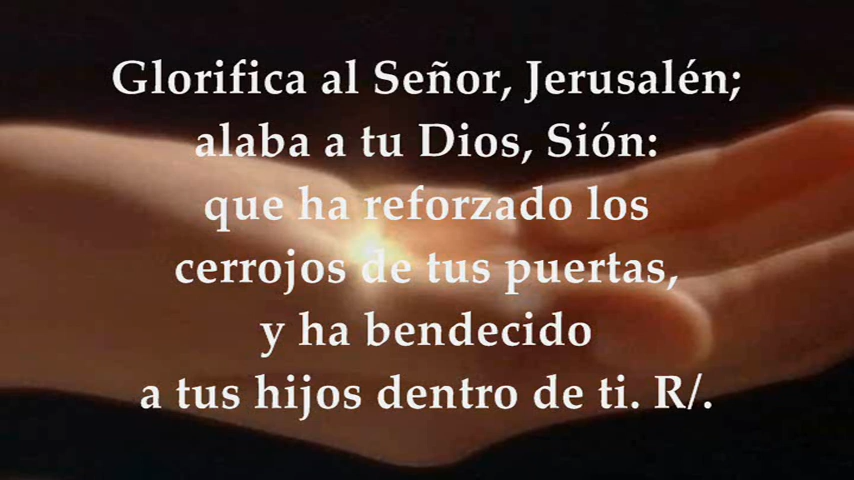 Glorifica al Señor, Jerusalén;
alaba a tu Dios, Sión:
que ha reforzado los
cerrojos de tus puertas,
y ha bendecido
a tus hijos dentro de ti. R/.